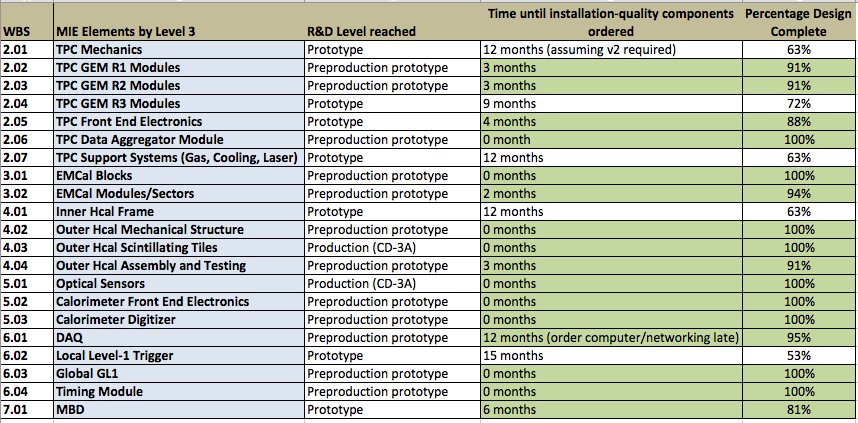 Time until installation-quality components Percentage Design
WBS MIE Elements by Level 3 R&D Level reached ordered Complete
2.01 TPC Mechanics Prototype 12 months (assuming v2 required) 63%
2.02 TPC GEM R1 Modules Preproduction prototype 3 months 91%
2.03 TPC GEM R2 Modules Preproduction prototype 3 months 91%
2.04 TPC GEM R3 Modules Prototype 9 months 72%
2.05 TPC Front End Electronics Preproduction prototype 4 months 88%
2.06 TPC Data Aggregator Module Preproduction prototype 0 month 100%
2.07 TPC Support Systems (Gas, Cooling, Laser) Prototype 12 months 63%
3.01 EMCal Blocks Preproduction prototype 0 months 100%
3.02 EMCal Modules/Sectors Preproduction prototype 2 months 94%
4.01 Inner Hcal Frame Prototype 12 months 63%
4.02 Outer Hcal Mechanical Structure Preproduction prototype 0 months 100%
4.03 Outer Hcal Scintillating Tiles Production (CD-3A) 0 months 100%
4.04 Outer Hcal Assembly and Testing Preproduction prototype 3 months 91%
5.01 Optical Sensors Production (CD-3A) 0 months 100%
5.02 Calorimeter Front End Electronics Preproduction prototype 0 months 100%
5.03 Calorimeter Digitizer Preproduction prototype 0 months 100%
6.01 DAQ Preproduction prototype 12 months (order computer/networking late) 95%
6.02 Local Level-1 Trigger Prototype 15 months 53%
6.03 Global GL1 Preproduction prototype 0 months 100%
6.04 Timing Module Preproduction prototype 0 months 100%
7.01 MBD Prototype 6 months 81%